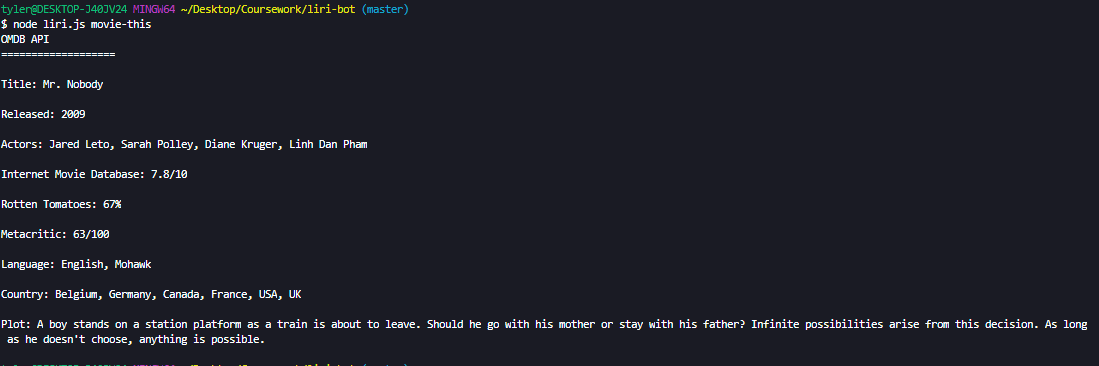 tyler@DESKTOP-J40JV24 MINGW64 ~/Desktop/Coursework/liri-bot (master)
$ node liri.js movie-this
OMDB API
===================
Title: Mr. Nobody
Released: 2009
Actors: Jared Leto, Sarah Polley, Diane Kruger, Linh Dan Pham
Internet Movie Database: 7.8/10
Rotten Tomatoes: 67%
Metacritic: 63/100
Language: English, Mohawk
Country: Belgium, Germany, Canada, France, USA, UK
Plot: A boy stands on a station platform as a train is about to leave. Should he go with his mother or stay with his father? Infinite possibilities arise from this decision. As long
as he doesn't choose, anything is possible.